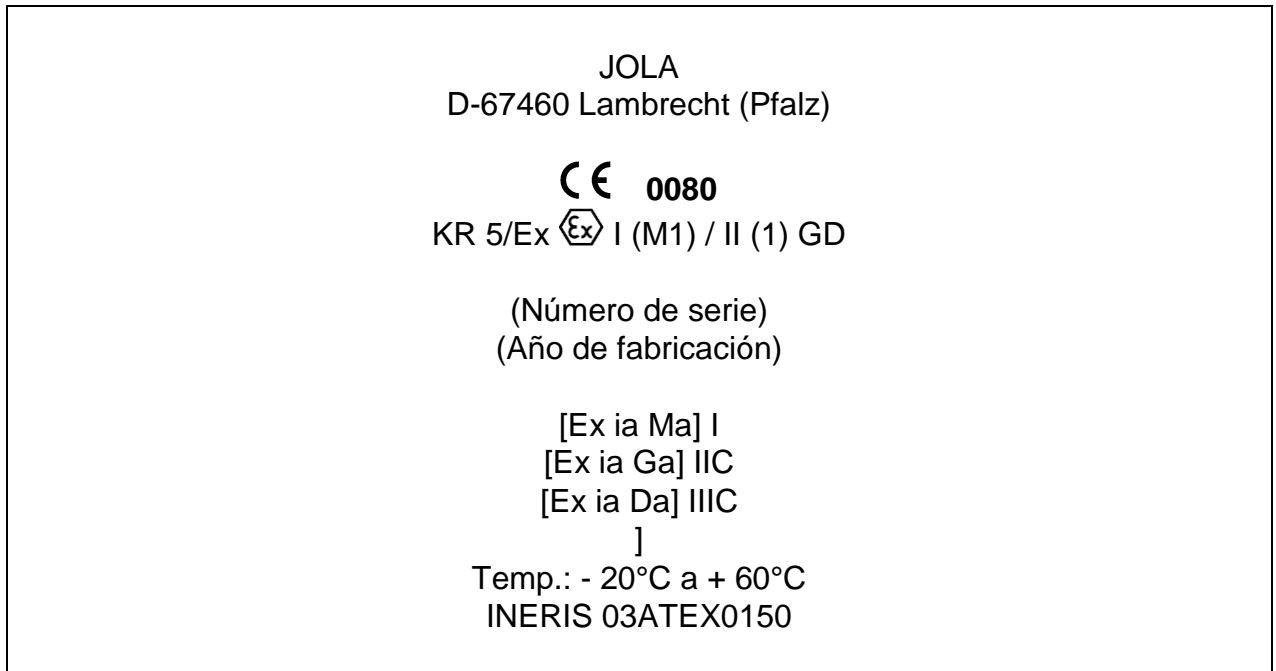 JOLA
D-67460 Lambrecht (Pfalz)
CE 0080
KR 5/Ex Ex I (M1) / II (1) GD
(Número de serie)
(Año de fabricación)
[Ex ia Ma] I
[Ex ia Ga] IIC
[Ex ia Da] IIIC
]
Temp.: - 20°C a + 60°C
INERIS 03ATEX0150